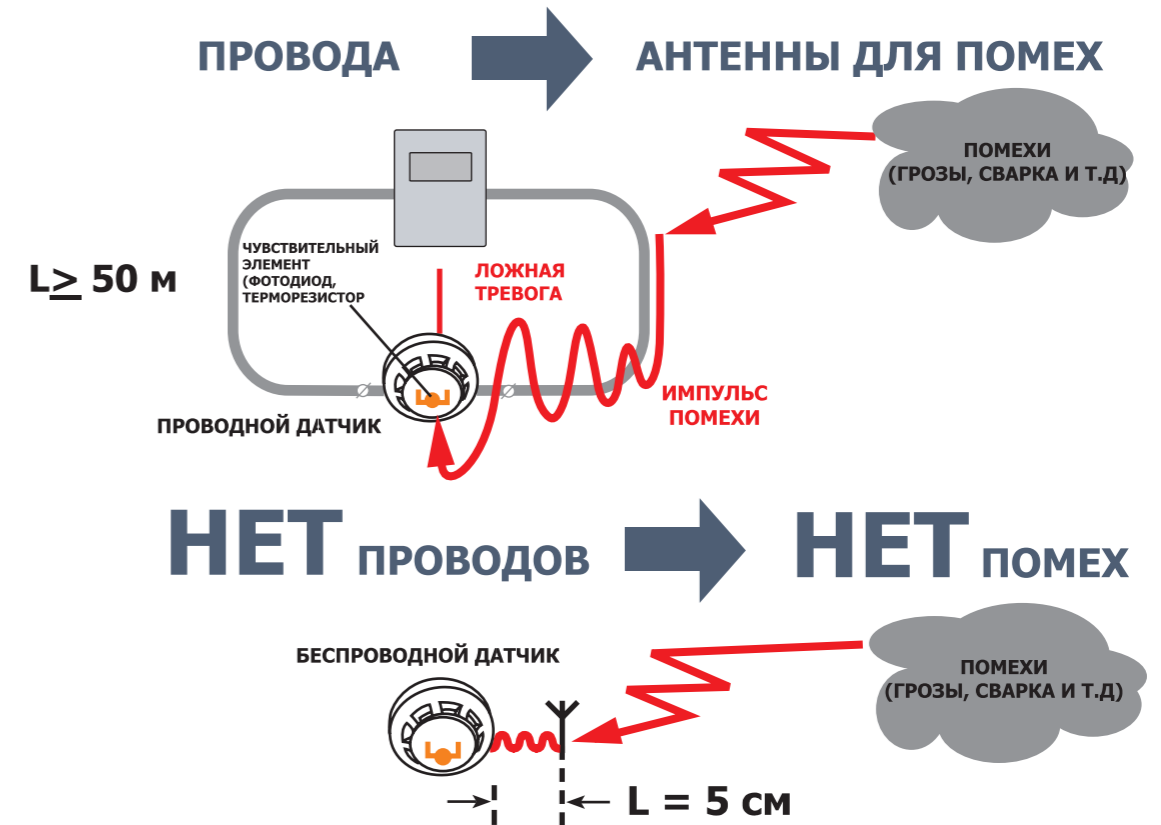 ПРОВОДА
АНТЕННЫ ДЛЯ ПОМЕХ
ПОМЕХИ
(ГРОЗЫ, СВАРКА И Т.Д)
ЧУВСТВИТЕЛЬНЫЙ
ЭЛЕМЕНТ
(ФОТОДИОД,
ТЕРМОРЕЗИСТОР
L≥ 50 м
ЛОЖНАЯ
ТРЕВОГА
ИМПУЛЬС
ПОМЕХИ
ПРОВОДНОЙ ДАТЧИК
НЕТ ПРОВОДОВ
НЕТ ПОМЕХ
БЕСПРОВОДНОЙ ДАТЧИК
ПОМЕХИ
(ГРОЗЫ, СВАРКА И Т.Д)
L = 5 см